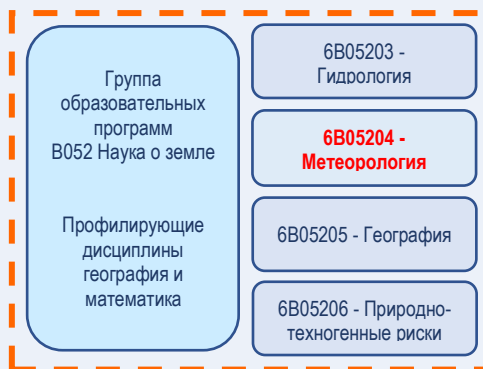 Группа
образовательных
программ
В052 Наука о земле
Профилирующие
дисциплины
география и
математика
6В05203 -
Гидрология
6В05204 -
Метеорология
6В05205 - География
6В05206 - Природно-
техногенные риски